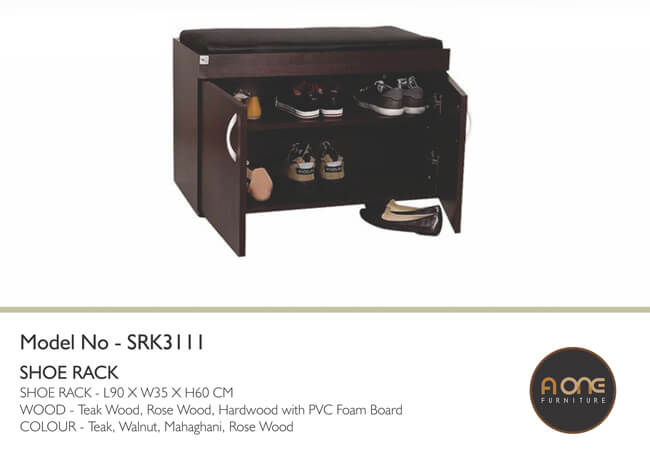 Model No - SRK3111
SHOE RACK
SHOE RACK - L90 X W35 X H60 CM
WOOD - Teak Wood, Rose Wood, Hardwood with PVC Foam Board
COLOUR - Teak, Walnut, Mahaghani, Rose Wood
A ONE
FURNITURE